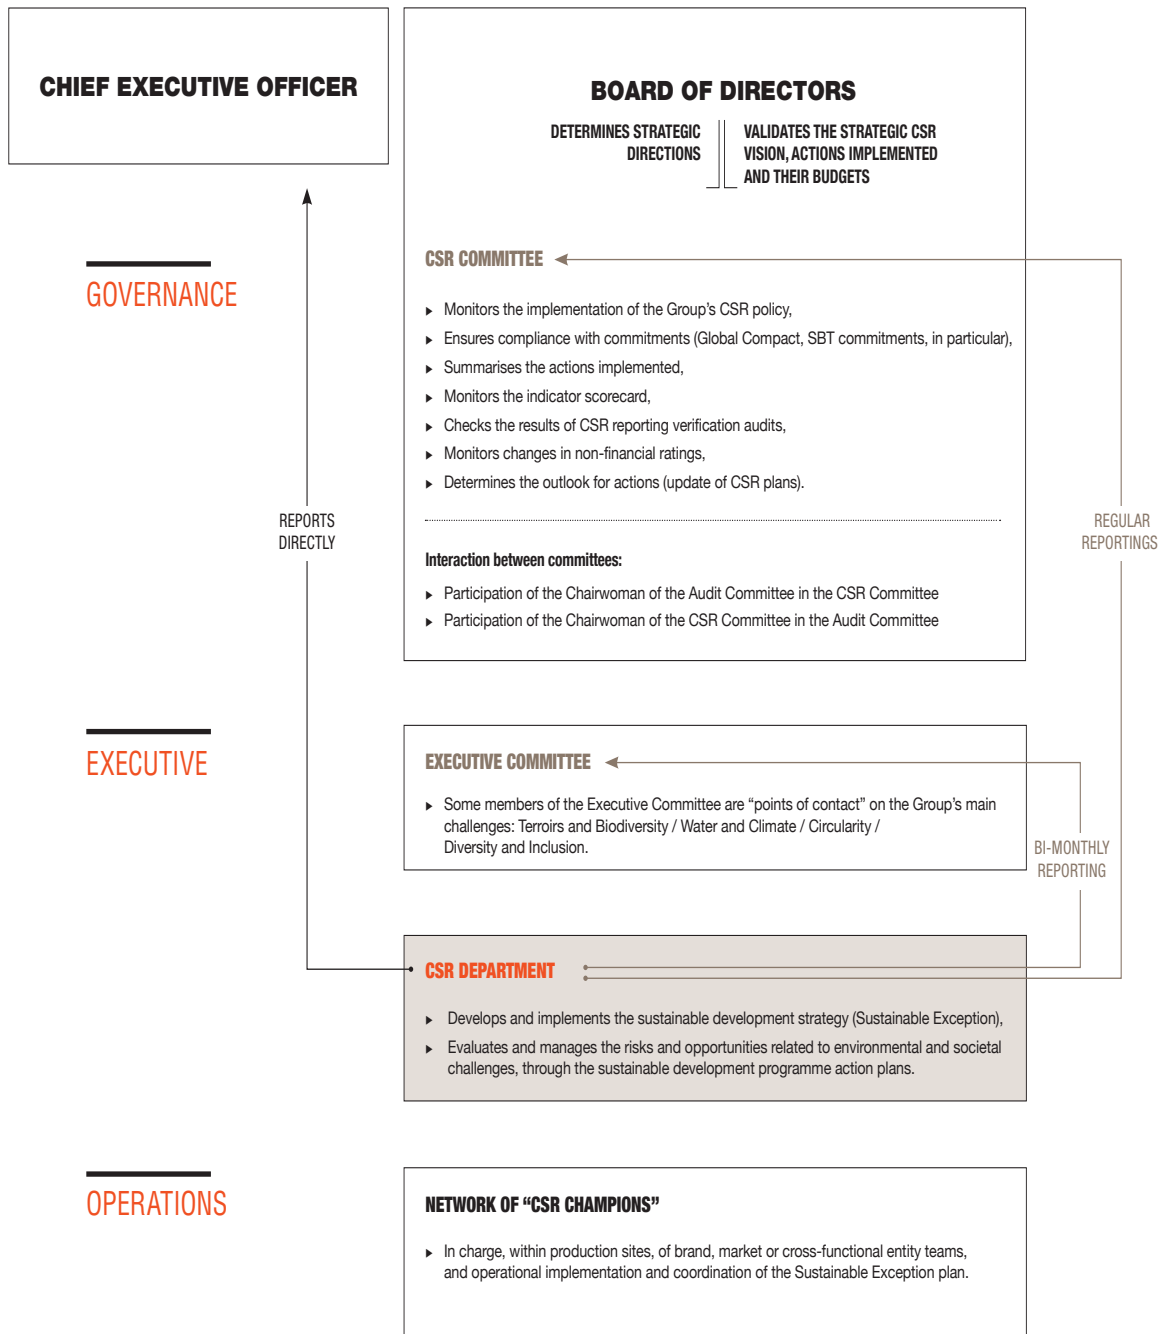 CHIEF EXECUTIVE OFFICER
BOARD OF DIRECTORS
DETERMINES STRATEGIC
DIRECTIONS
VALIDATES THE STRATEGIC CSR
VISION, ACTIONS IMPLEMENTED
AND THEIR BUDGETS
GOVERNANCE
CSR COMMITTEE
▸ Monitors the implementation of the Group's CSR policy,
▸ Ensures compliance with commitments (Global Compact, SBT commitments, in particular),
▸ Summarises the actions implemented,
▸ Monitors the indicator scorecard,
▸ Checks the results of CSR reporting verification audits,
▸ Monitors changes in non-financial ratings,
▸ Determines the outlook for actions (update of CSR plans).
REPORTS
DIRECTLY
REGULAR
REPORTINGS
Interaction between committees:
▸ Participation of the Chairwoman of the Audit Committee in the CSR Committee
▸ Participation of the Chairwoman of the CSR Committee in the Audit Committee
EXECUTIVE
EXECUTIVE COMMITTEE
▸ Some members of the Executive Committee are “points of contact” on the Group's main
challenges: Terroirs and Biodiversity / Water and Climate / Circularity /
Diversity and Inclusion.
BI-MONTHLY
REPORTING
CSR DEPARTMENT
▸ Develops and implements the sustainable development strategy (Sustainable Exception),
▸ Evaluates and manages the risks and opportunities related to environmental and societal
challenges, through the sustainable development programme action plans.
OPERATIONS
NETWORK OF “CSR CHAMPIONS”
▸ In charge, within production sites, of brand, market or cross-functional entity teams,
and operational implementation and coordination of the Sustainable Exception plan.